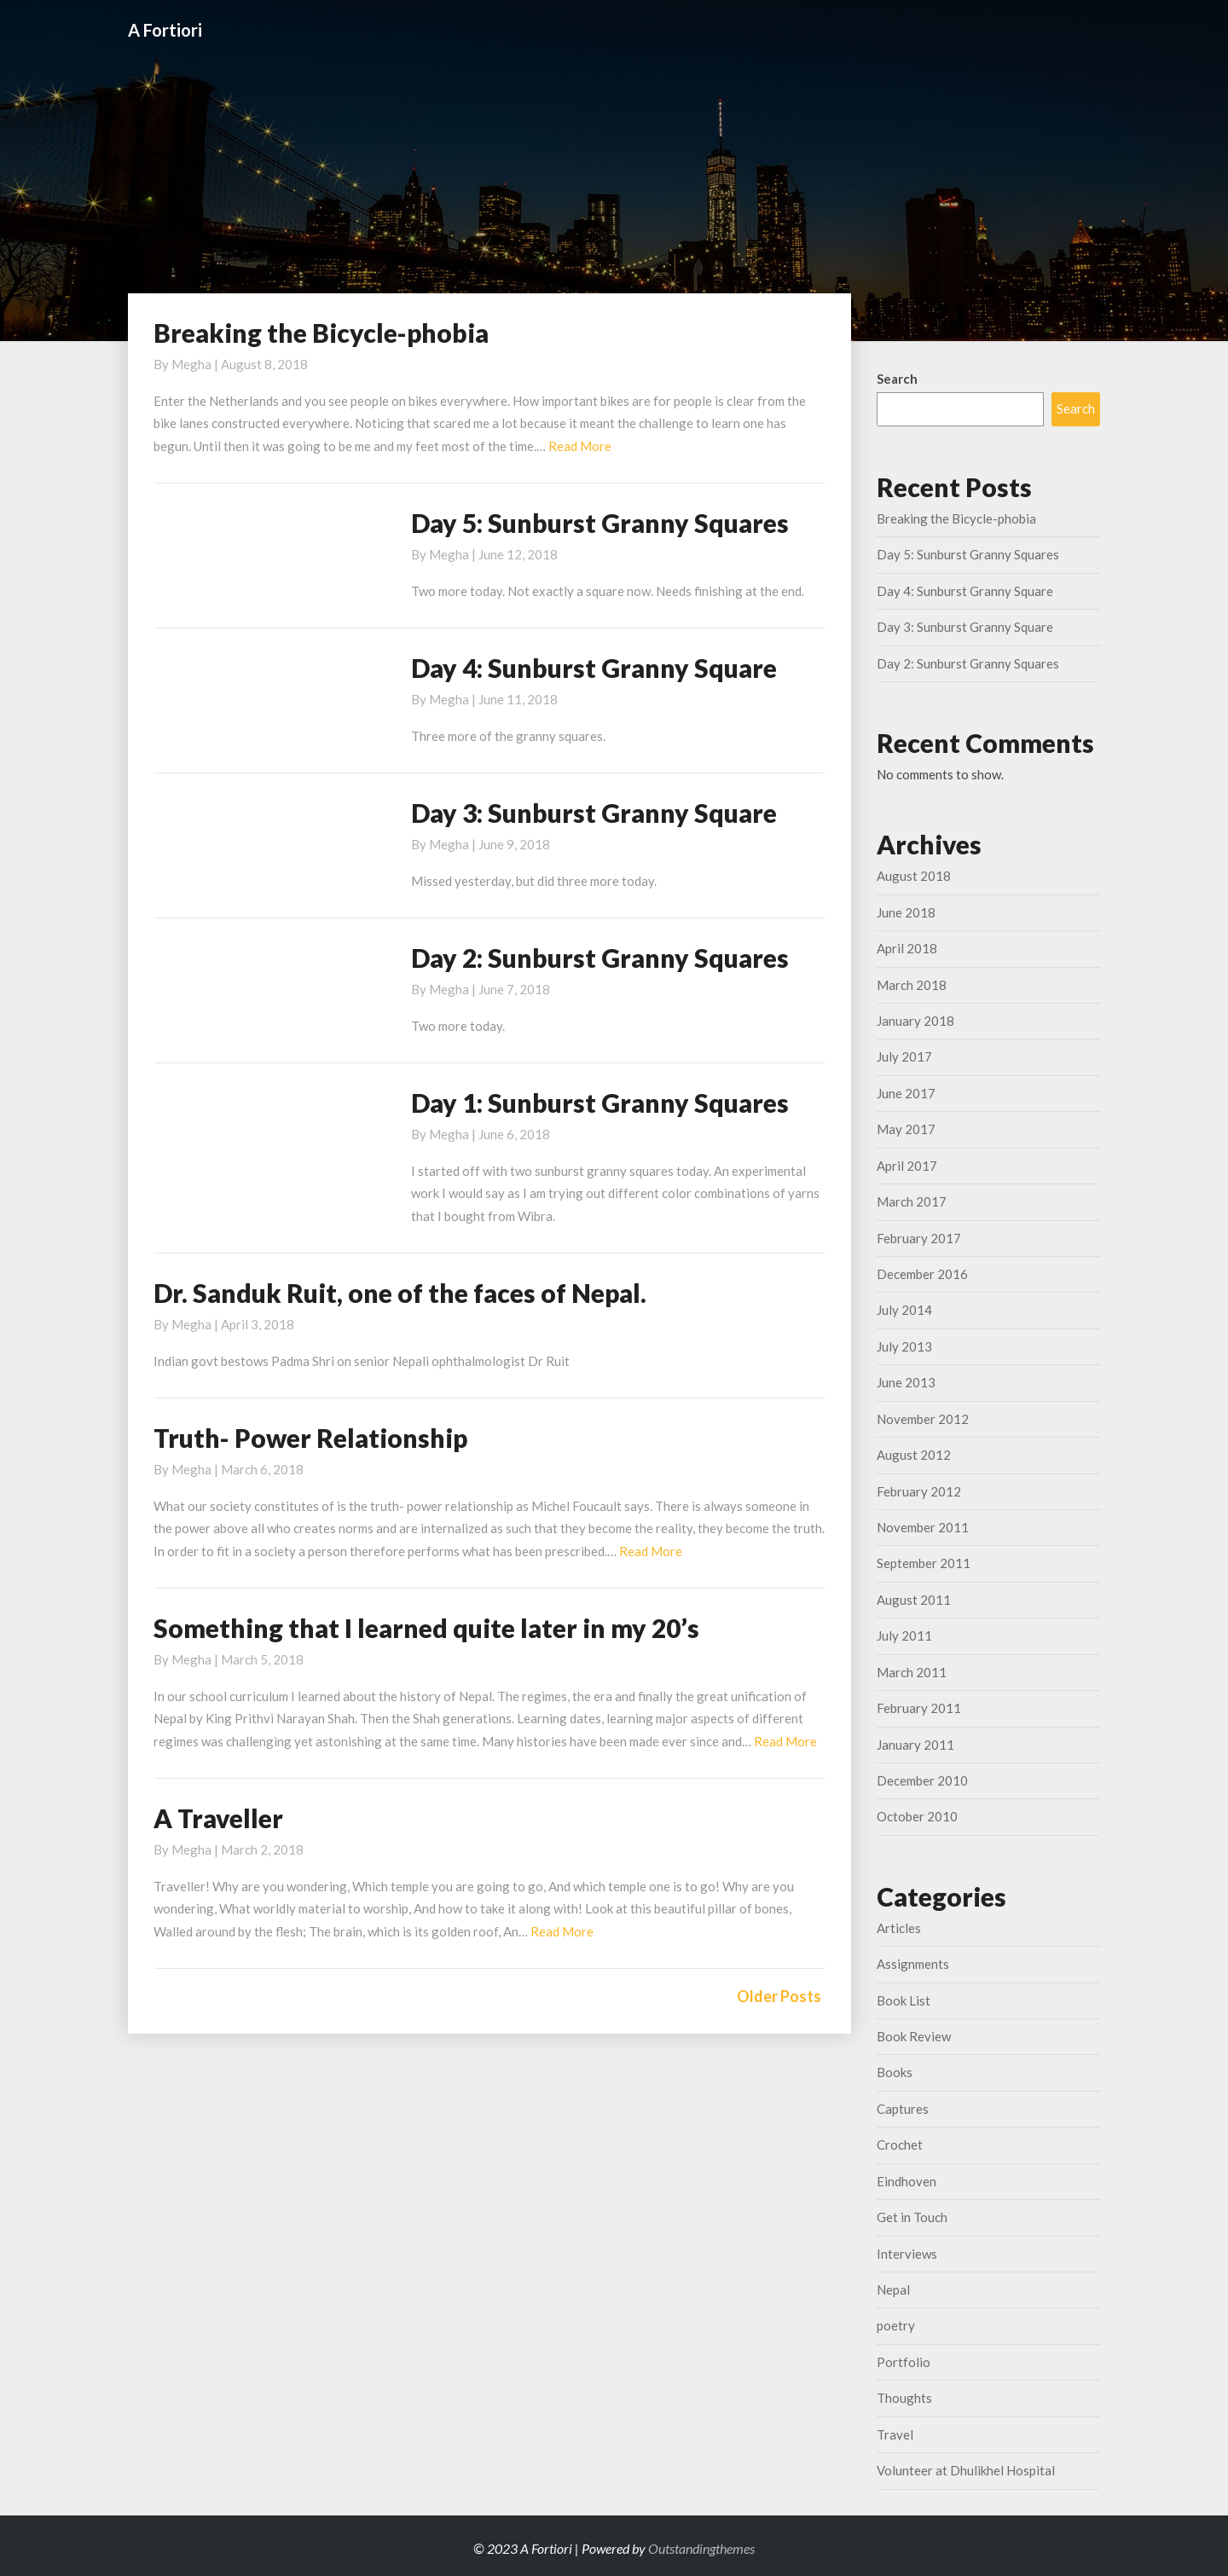 A Fortiori
Breaking the Bicycle-phobia
By Megha | August 8, 2018
Enter the Netherlands and you see people on bikes everywhere. How important bikes are for people is clear from the
bike lanes constructed everywhere. Noticing that scared me a lot because it meant the challenge to learn one has
begun. Until then it was going to be me and my feet most of the time.… Read More
Day 5: Sunburst Granny Squares
By Megha | June 12, 2018
Two more today. Not exactly a square now. Needs finishing at the end.
Day 4: Sunburst Granny Square
By Megha | June 11, 2018
Three more of the granny squares.
Day 3: Sunburst Granny Square
By Megha | June 9, 2018
Missed yesterday, but did three more today.
Day 2: Sunburst Granny Squares
By Megha | June 7, 2018
Two more today.
Day 1: Sunburst Granny Squares
By Megha | June 6, 2018
I started off with two sunburst granny squares today. An experimental
work I would say as I am trying out different color combinations of yarns
that I bought from Wibra.
Dr. Sanduk Ruit, one of the faces of Nepal.
By Megha | April 3, 2018
Indian govt bestows Padma Shri on senior Nepali ophthalmologist Dr Ruit
Truth- Power Relationship
By Megha | March 6, 2018
What our society constitutes of is the truth- power relationship as Michel Foucault says. There is always someone in
the power above all who creates norms and are internalized as such that they become the reality, they become the truth.
In order to fit in a society a person therefore performs what has been prescribed.… Read More
Something that I learned quite later in my 20’s
By Megha | March 5, 2018
In our school curriculum I learned about the history of Nepal. The regimes, the era and finally the great unification of
Nepal by King Prithvi Narayan Shah. Then the Shah generations. Learning dates, learning major aspects of different
regimes was challenging yet astonishing at the same time. Many histories have been made ever since and… Read More
A Traveller
By Megha | March 2, 2018
Traveller! Why are you wondering, Which temple you are going to go, And which temple one is to go! Why are you
wondering, What worldly material to worship, And how to take it along with! Look at this beautiful pillar of bones,
Walled around by the flesh; The brain, which is its golden roof, An… Read More
Older Posts
Search
Search
Recent Posts
Breaking the Bicycle-phobia
Day 5: Sunburst Granny Squares
Day 4: Sunburst Granny Square
Day 3: Sunburst Granny Square
Day 2: Sunburst Granny Squares
Recent Comments
No comments to show.
Archives
August 2018
June 2018
April 2018
March 2018
January 2018
July 2017
June 2017
May 2017
April 2017
March 2017
February 2017
December 2016
July 2014
July 2013
June 2013
November 2012
August 2012
February 2012
November 2011
September 2011
August 2011
July 2011
March 2011
February 2011
January 2011
December 2010
October 2010
Categories
Articles
Assignments
Book List
Book Review
Books
Captures
Crochet
Eindhoven
Get in Touch
Interviews
Nepal
poetry
Portfolio
Thoughts
Travel
Volunteer at Dhulikhel Hospital
© 2023 A Fortiori | Powered by Outstandingthemes